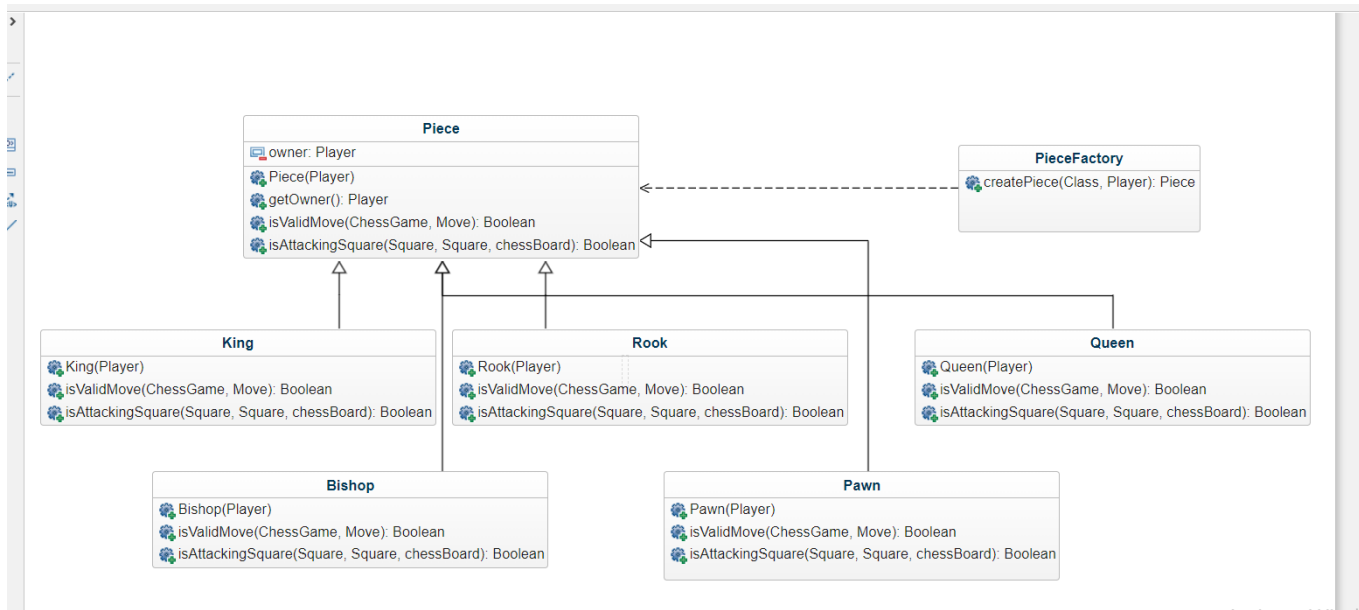 Piece
owner: Player
Piece(Player)
getOwner(): Player
isValidMove(ChessGame, Move): Boolean
isAttackingSquare(Square, Square, chessBoard): Boolean
PieceFactory
createPiece(Class, Player): Piece
King
King(Player)
isValidMove(ChessGame, Move): Boolean
isAttackingSquare(Square, Square, chessBoard): Boolean
Rook
Rook(Player)
isValidMove(ChessGame, Move): Boolean
isAttackingSquare(Square, Square, chessBoard): Boolean
Queen
Queen(Player)
isValidMove(ChessGame, Move): Boolean
isAttackingSquare(Square, Square, chessBoard): Boolean
Bishop
Bishop(Player)
isValidMove(ChessGame, Move): Boolean
isAttackingSquare(Square, Square, chessBoard): Boolean
Pawn
Pawn(Player)
isValidMove(ChessGame, Move): Boolean
isAttackingSquare(Square, Square, chessBoard): Boolean